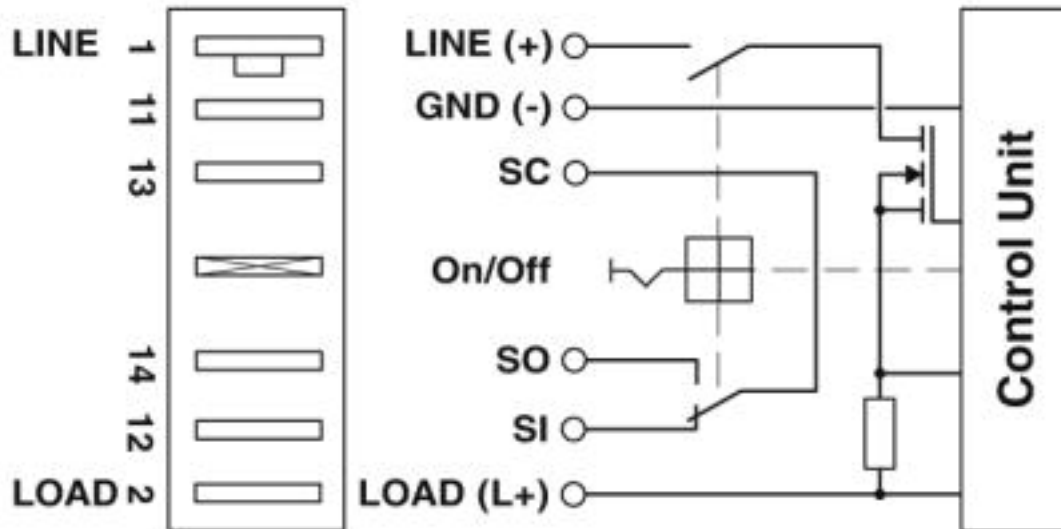 LINE 1
11
13
14
12
LOAD 2
LINE (+)
GND (-)
SC
On/Off
SO
SI
LOAD (L+)
Control Unit